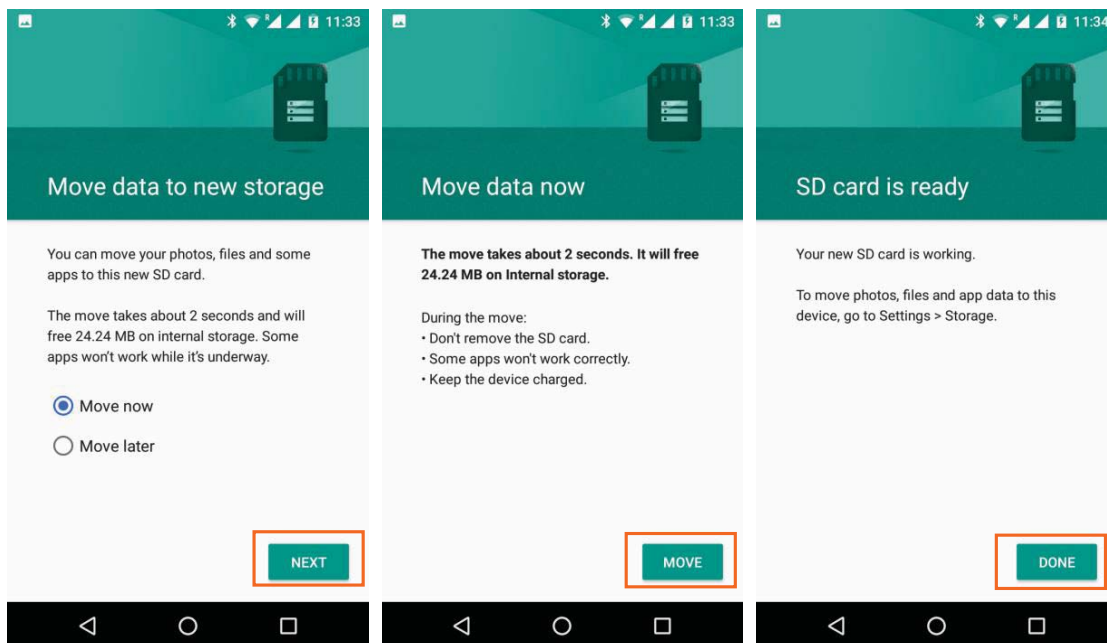 11:33
Move data to new storage
You can move your photos, files and some
apps to this new SD card.
The move takes about 2 seconds and will
free 24.24 MB on internal storage. Some
apps won't work while it's underway.
Move now
Move later
NEXT
R
11:33
Move data now
The move takes about 2 seconds. It will free
24.24 MB on Internal storage.
During the move:
• Don't remove the SD card.
• Some apps won't work correctly.
• Keep the device charged.
MOVE
R
11:34
SD card is ready
Your new SD card is working.
To move photos, files and app data to this
device, go to Settings > Storage.
DONE